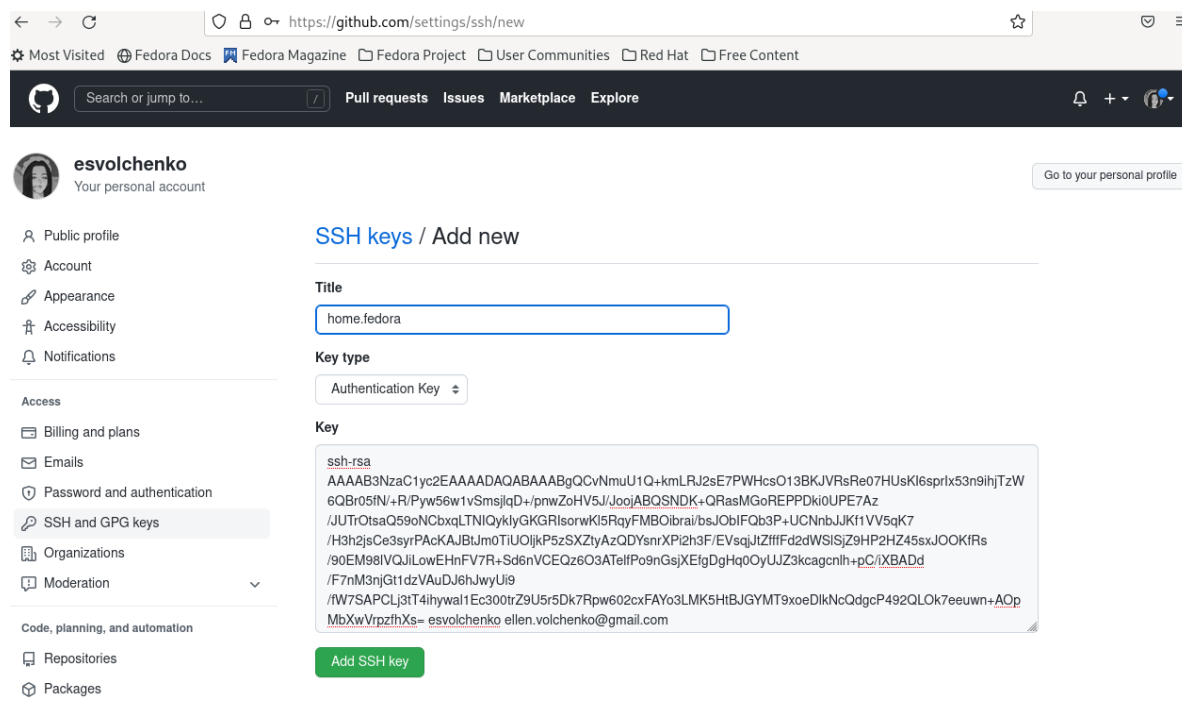 https://github.com/settings/ssh/new
Most Visited Fedora Docs Fedora Magazine Fedora Project User Communities Red Hat Free Content
Search or jump to... / Pull requests Issues Marketplace Explore
esvolchenko
Your personal account
Go to your personal profile
Public profile
Account
Appearance
Accessibility
Notifications
Access
Billing and plans
Emails
Password and authentication
SSH and GPG keys
Organizations
Moderation
Code, planning, and automation
Repositories
Packages
SSH keys / Add new
Title
home.fedora
Key type
Authentication Key
Key
ssh-rsa
AAAAB3NzaC1yc2EAAAADAQABAAABgQCvNmuU1Q+kmLRJ2sE7PWHcsO13BKJVRsRe07HUsKI6sprIx53n9ihjTzW
6QBr05fN/+R/Pyw56w1vSmsjlqD+/pnwZoHV5J/JoojABQSNDK+QRasMGoREPPDki0UPE7Az
/JUTrOtsaQ59oNCbxqLTNIQykIyGKGRIsorwKl5RqyFMBOibrai/bsJObIFQb3P+UCNnbJJKf1VV5qK7
/H3h2jsCe3syrPAcKAJBtJm0TiUOljkP5zSXZtyAzQDYsnrXPi2h3F/EVsqjJtZfffFd2dWSlSjZ9HP2HZ45sxJOOKfRs
/90EM98lVQJiLowEHnFV7R+Sd6nVCEQz6O3ATelfPo9nGsjXEfgDgHq0OyUJZ3kcagcnlh+pC/iXBADd
/F7nM3njGt1dzVAuDJ6hJwyUi9
/fW7SAPCLj3tT4ihywal1Ec300trZ9U5r5Dk7Rpw602cxFAYo3LMK5HtBJGYMT9xoeDlkNcQdgcP492QLOk7eeuwn+AOp
MbXwVrpzfhXs= esvolchenko ellen.volchenko@gmail.com
Add SSH key